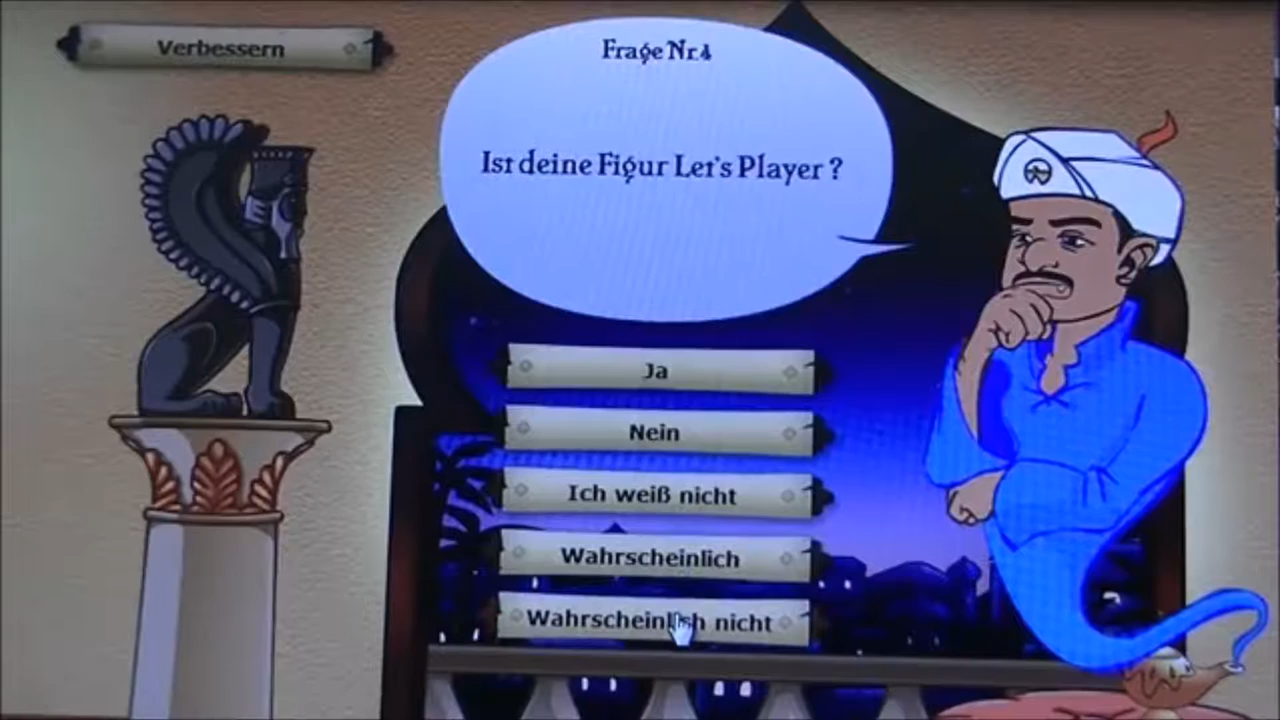 Verbessern
Frage Nr.4
Ist deine Figur Let's Player ?
Ja
Nein
Ich weiß nicht
Wahrscheinlich
Wahrscheinlich nicht